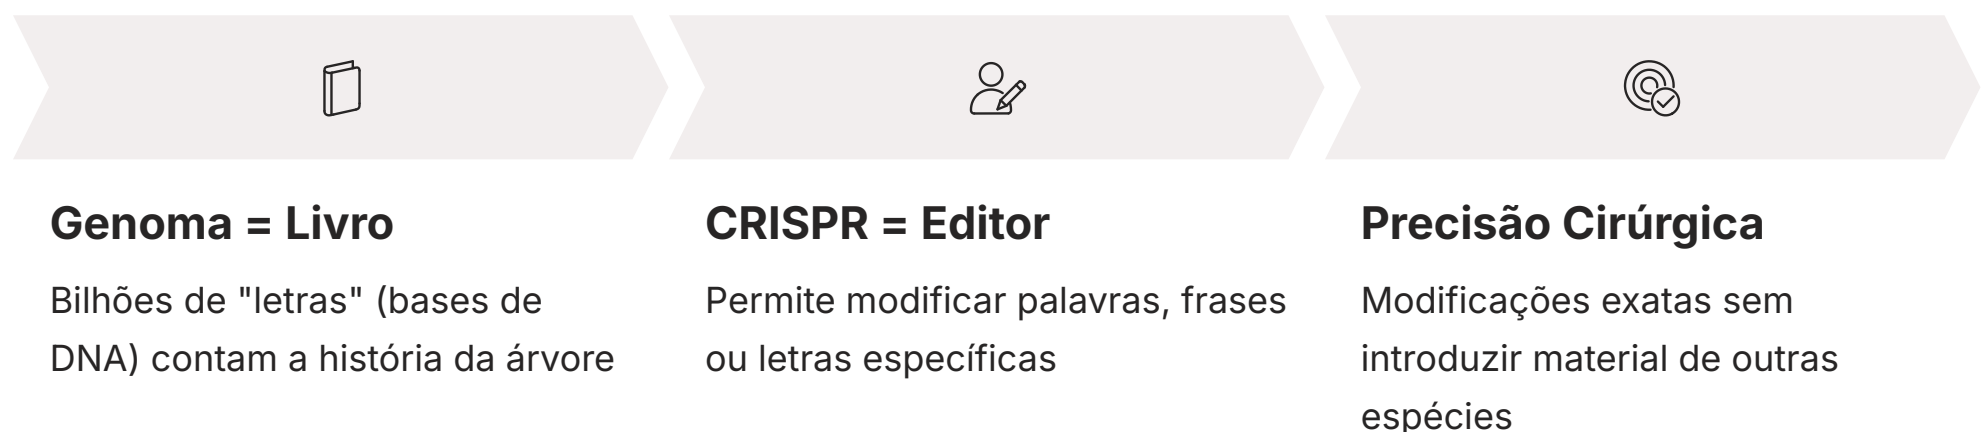 Genoma = Livro
Bilhões de "letras" (bases de
DNA) contam a história da árvore
CRISPR = Editor
Permite modificar palavras, frases
ou letras específicas
Precisão Cirúrgica
Modificações exatas sem
introduzir material de outras
espécies